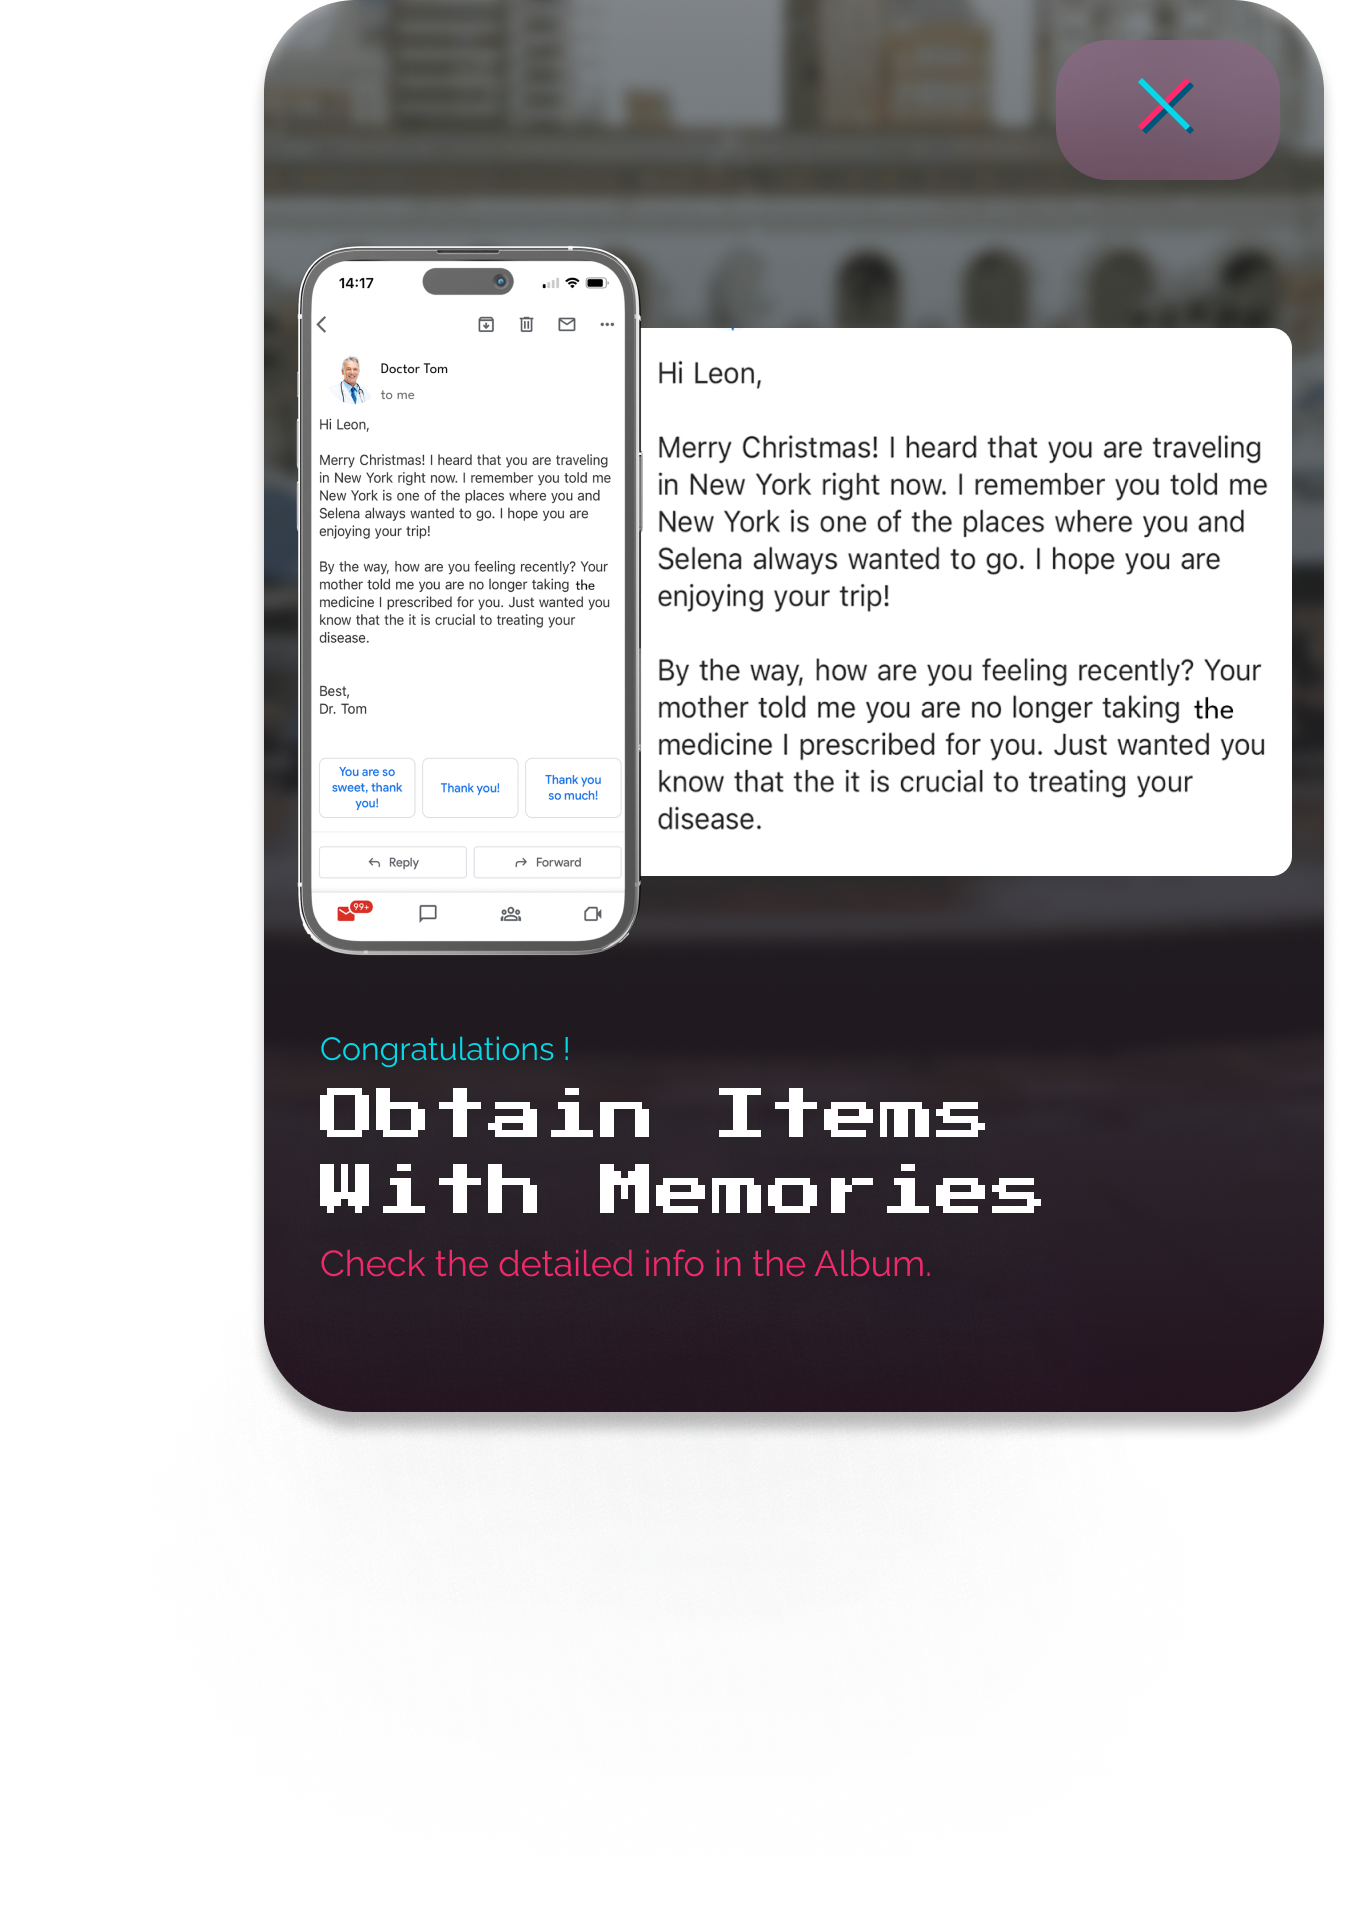 14:17
Doctor Tom
to me
Hi Leon,
Merry Christmas! I heard that you are traveling
in New York right now. I remember you told me
New York is one of the places where you and
Selena always wanted to go. I hope you are
enjoying your trip!
By the way, how are you feeling recently? Your
mother told me you are no longer taking the
medicine I prescribed for you. Just wanted you
know that the it is crucial to treating your
disease.
Best,
Dr. Tom
You are so
sweet, thank
you!
Thank you!
Thank you
so much!
Reply
Forward
99+
Hi Leon,
Merry Christmas! I heard that you are traveling
in New York right now. I remember you told me
New York is one of the places where you and
Selena always wanted to go. I hope you are
enjoying your trip!
By the way, how are you feeling recently? Your
mother told me you are no longer taking the
medicine I prescribed for you. Just wanted you
know that the it is crucial to treating your
disease.
Congratulations !
Obtain Items
With Memories
Check the detailed info in the Album.